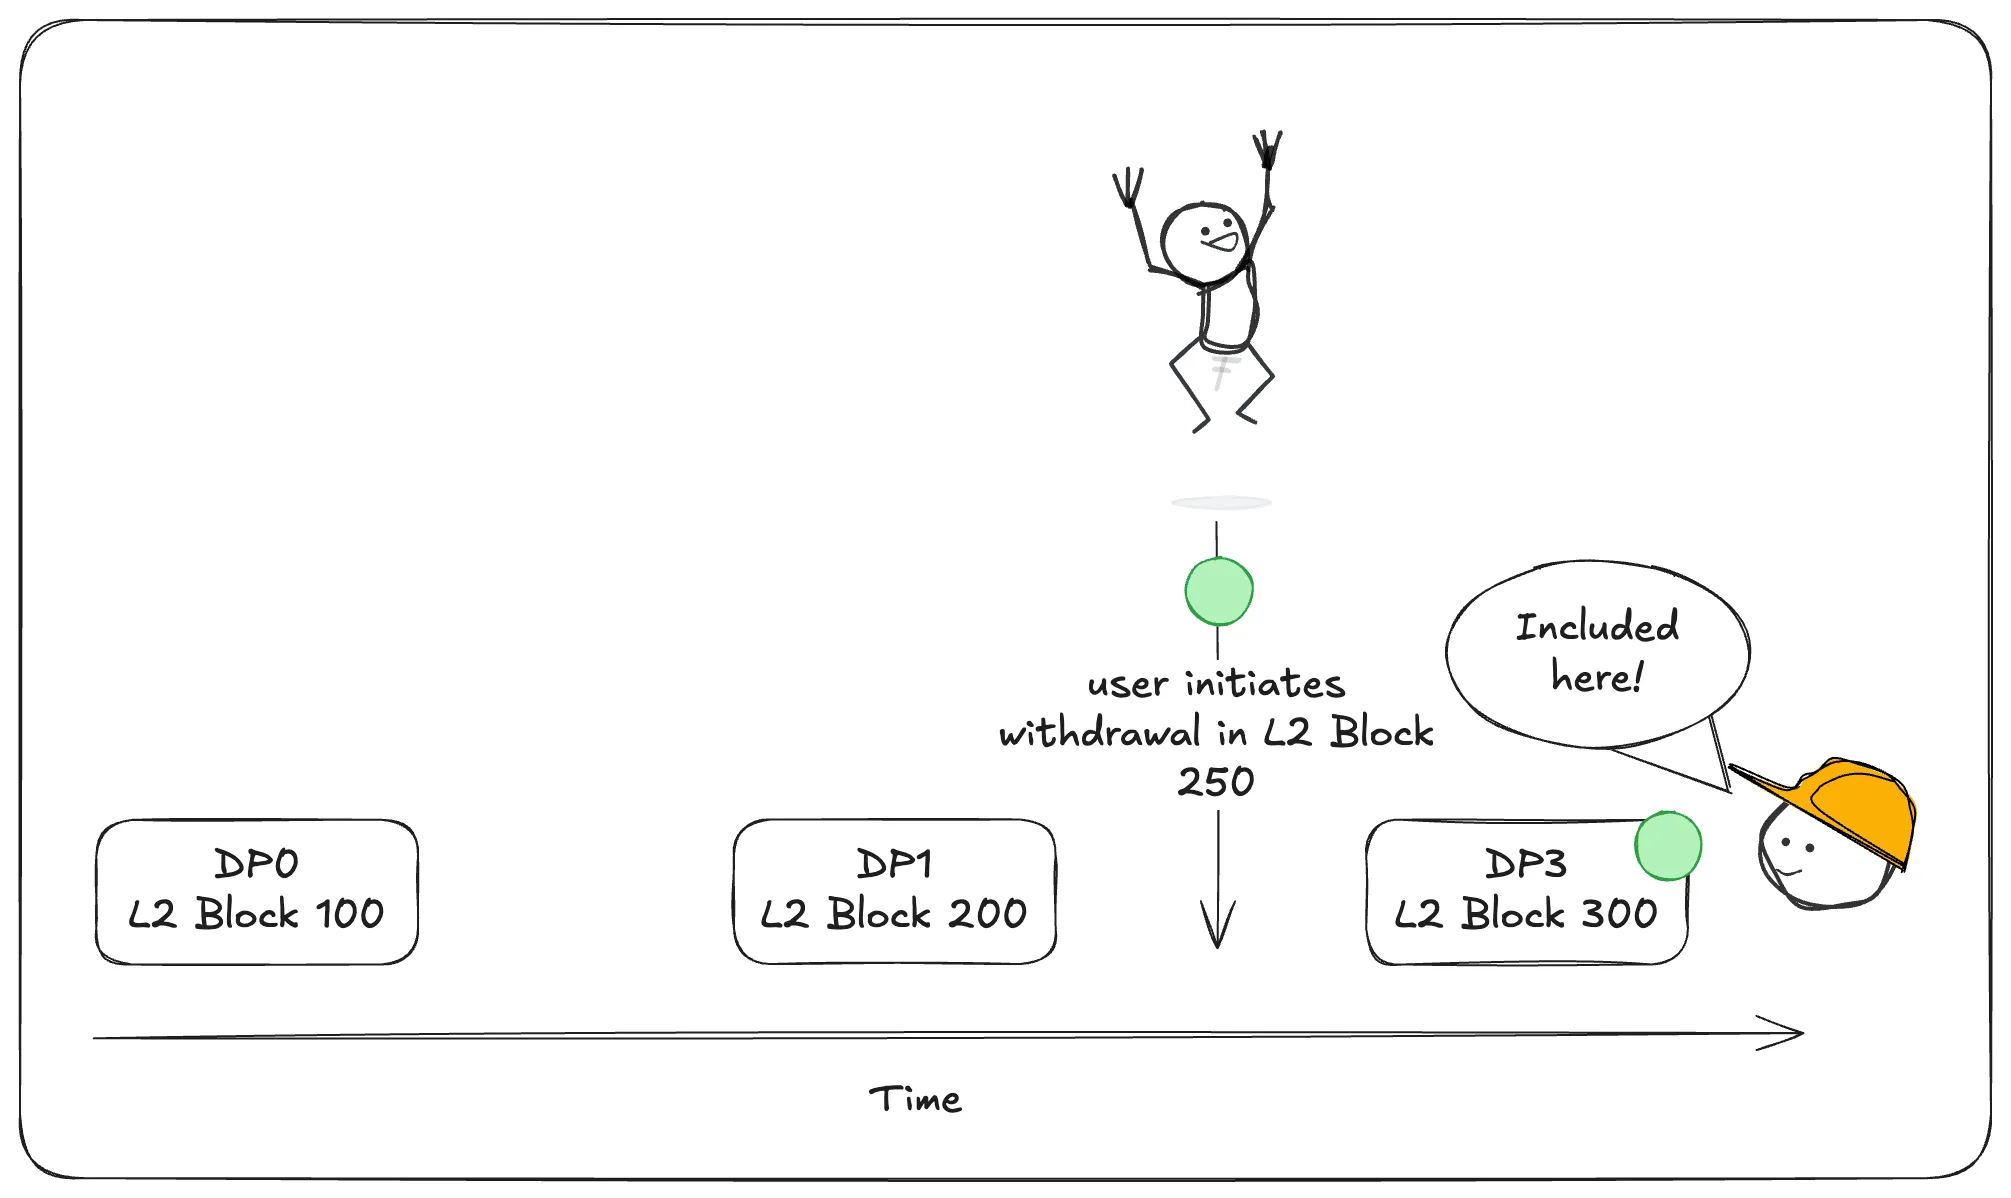 Included
here!
user initiates
withdrawal in L2 Block
250
DP0
L2 Block 100
DP1
L2 Block 200
DP3
L2 Block 300
Time